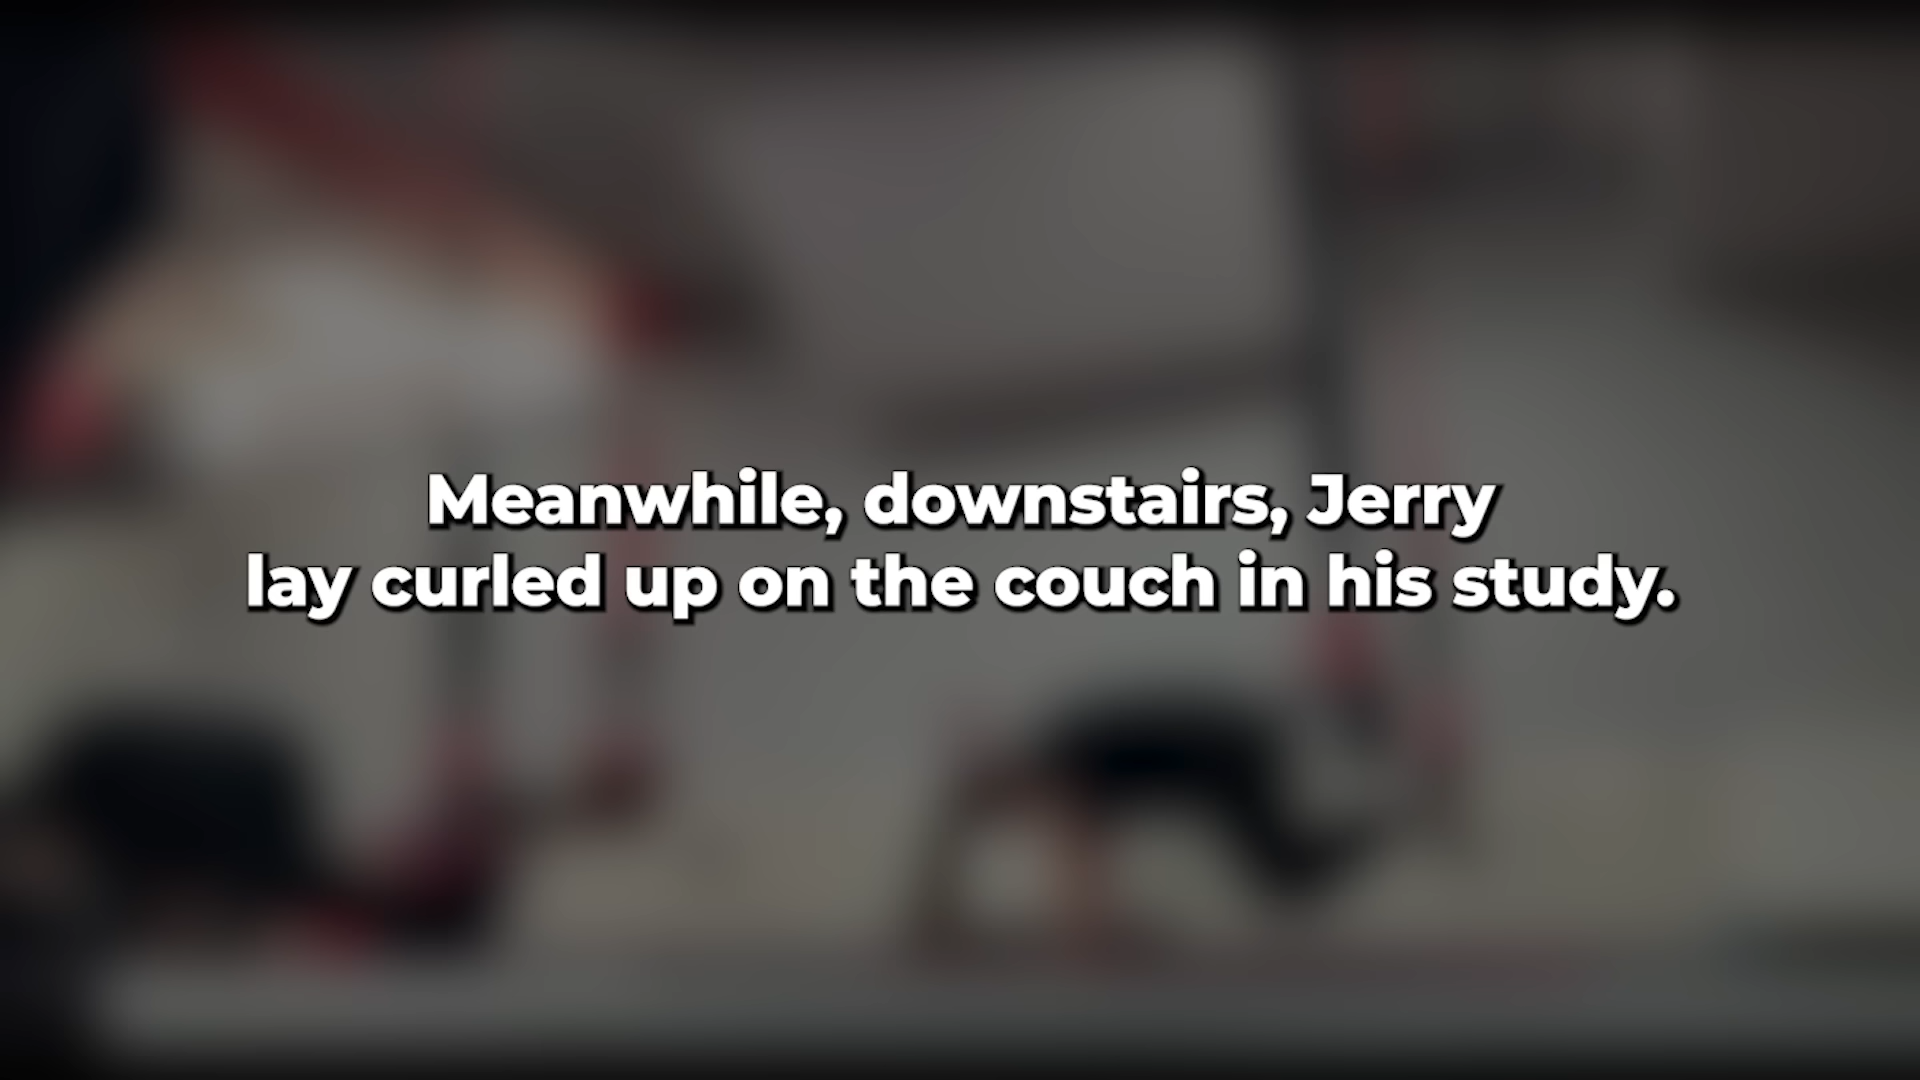 Meanwhile, downstairs, Jerry
lay curled up on the couch in his study.